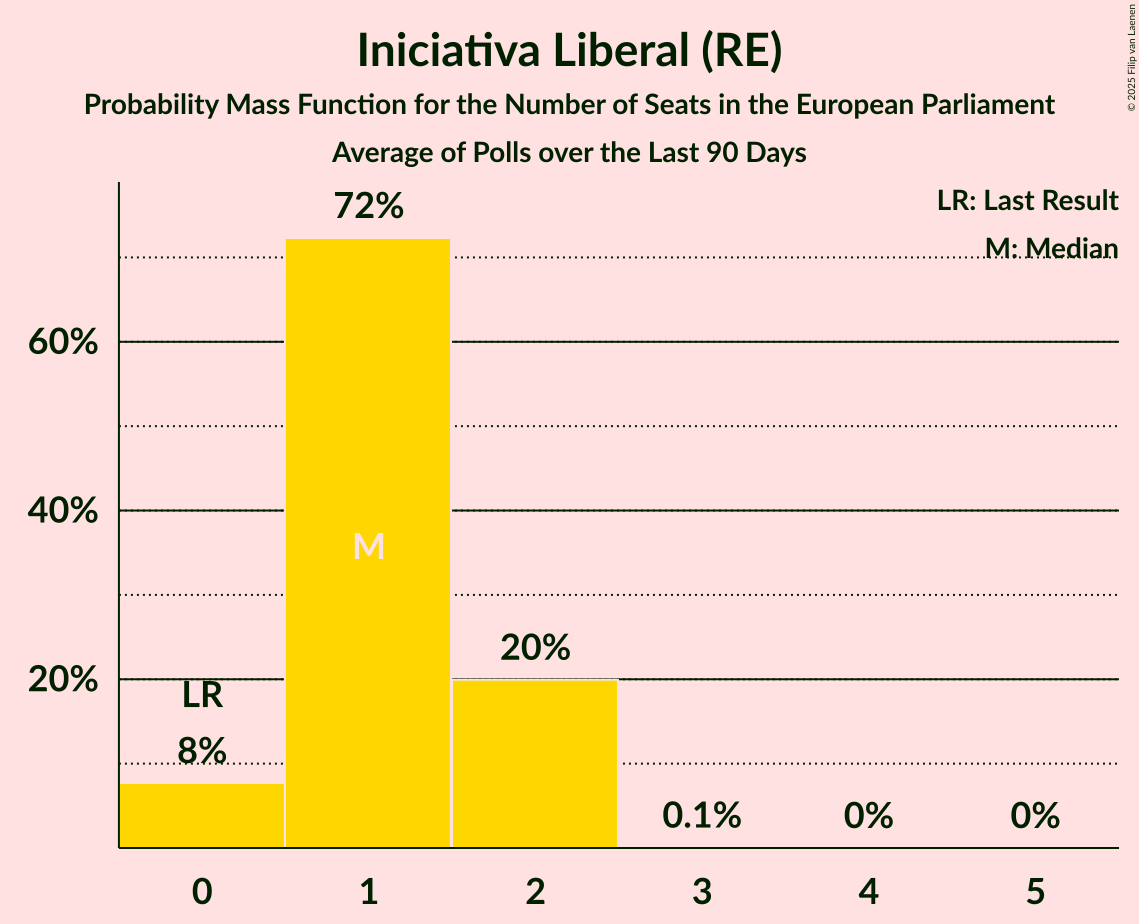 Iniciativa Liberal (RE)
Probability Mass Function for the Number of Seats in the European Parliament
Average of Polls over the Last 90 Days
© 2025 Filip van Laenen
LR: Last Result
M: Median
72%
60%
40%
M
20%
20%
LR
8%
0.1%
0%
0%
0
1
2
3
4
5